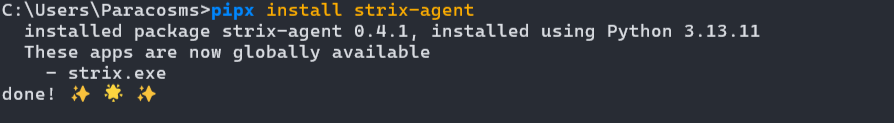 C:\Users\Paracosms>pipx install strix-agent
  installed package strix-agent 0.4.1, installed using Python 3.13.11
  These apps are now globally available
    - strix.exe
done! ✨ 🌟 ✨